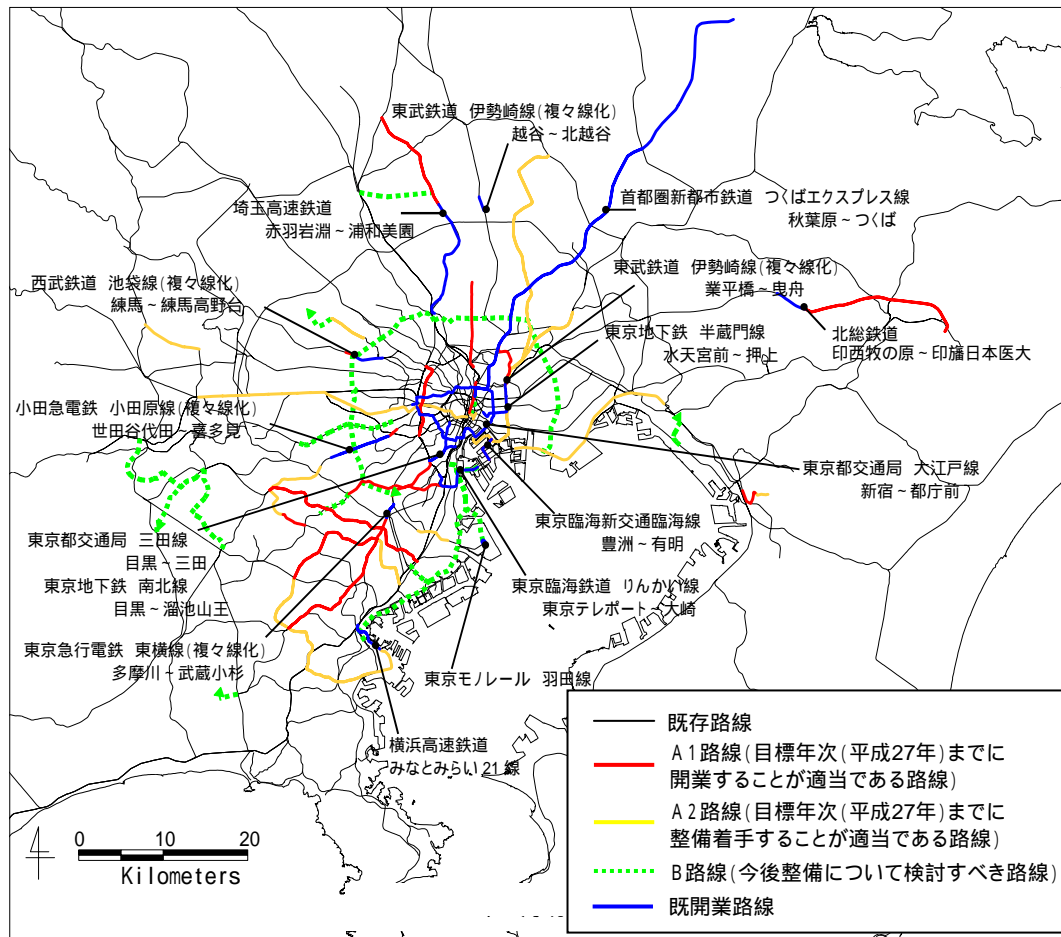 東武鉄道 伊勢崎線(複々線化)
越谷~北越谷
首都圏新都市鉄道 つくばエクスプレス線
秋葉原~つくば
埼玉高速鉄道
赤羽岩淵~浦和美園
東武鉄道 伊勢崎線(複々線化)
業平橋~曳舟
西武鉄道 池袋線(複々線化)
練馬~練馬高野台
北総鉄道
印西牧の原~印旛日本医大
東京地下鉄 半蔵門線
水天宮前~押上
小田急電鉄 小田原線(複々線化)
世田谷代田~喜多見
東京都交通局 大江戸線
新宿~都庁前
東京臨海新交通臨海線
豊洲~有明
東京都交通局 三田線
目黒~三田
東京地下鉄 南北線
目黒~溜池山王
東京臨海鉄道 りんかい線
東京テレポート~大崎
東京急行電鉄 東横線(複々線化)
多摩川~武蔵小杉
東京モノレール 羽田線
横浜高速鉄道
みなとみらい21線
既存路線
A1路線(目標年次(平成27年)までに
開業することが適当である路線)
A2路線(目標年次(平成27年)までに
整備着手することが適当である路線)
B路線(今後整備について検討すべき路線)
既開業路線
0 10 20
Kilometers